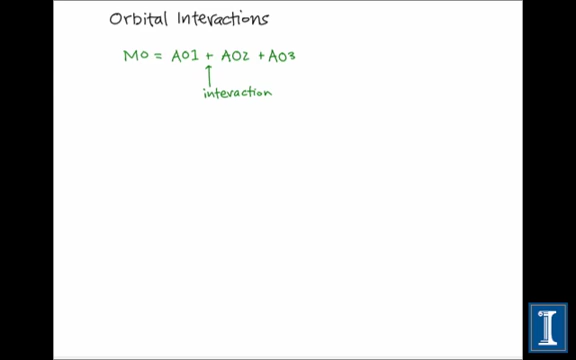 Orbital Interactions
MO = AO1 + AO2 + AO3
interaction